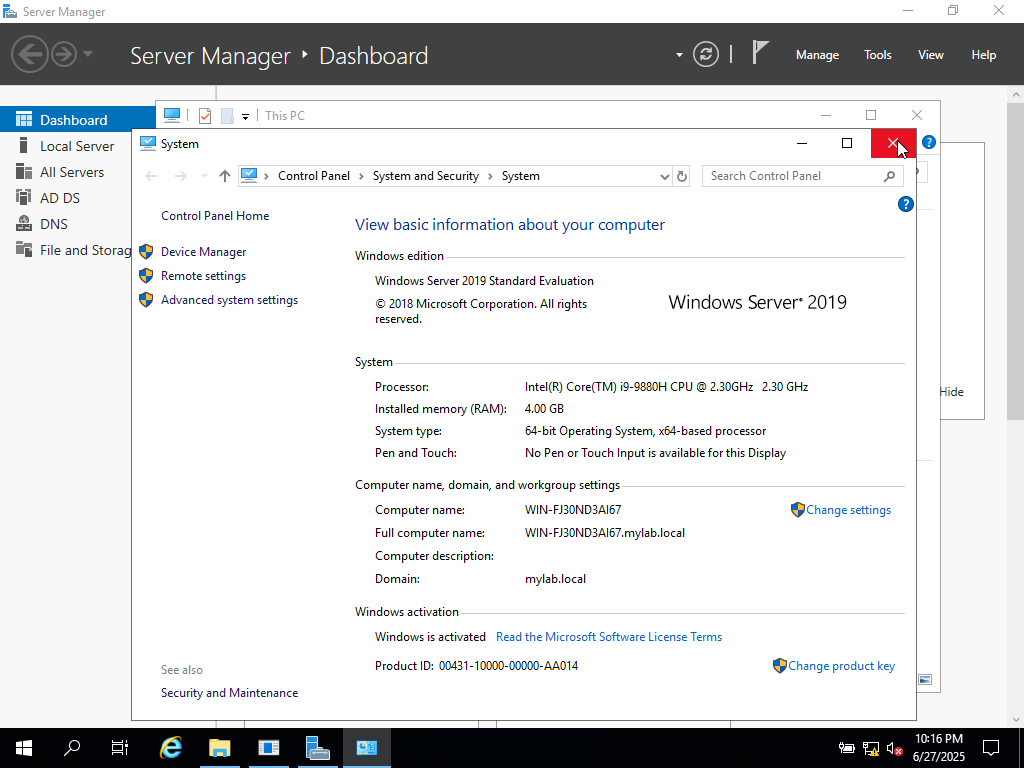 Server Manager
Server Manager ‣ Dashboard
Manage Tools View Help
Dashboard
Local Server
All Servers
AD DS
DNS
File and Storag
This PC
System
Control Panel › System and Security › System
Search Control Panel
Control Panel Home
Device Manager
Remote settings
Advanced system settings
See also
Security and Maintenance
View basic information about your computer
Windows edition
Windows Server 2019 Standard Evaluation
© 2018 Microsoft Corporation. All rights
reserved.
Windows Server® 2019
System
Processor: Intel(R) Core(TM) i9-9880H CPU @ 2.30GHz 2.30 GHz
Installed memory (RAM): 4.00 GB
System type: 64-bit Operating System, x64-based processor
Pen and Touch: No Pen or Touch Input is available for this Display
Computer name, domain, and workgroup settings
Computer name: WIN-FJ30ND3AI67
Change settings
Full computer name: WIN-FJ30ND3AI67.mylab.local
Computer description:
Domain: mylab.local
Windows activation
Windows is activated Read the Microsoft Software License Terms
Product ID: 00431-10000-00000-AA014
Change product key
Hide
10:16 PM
6/27/2025